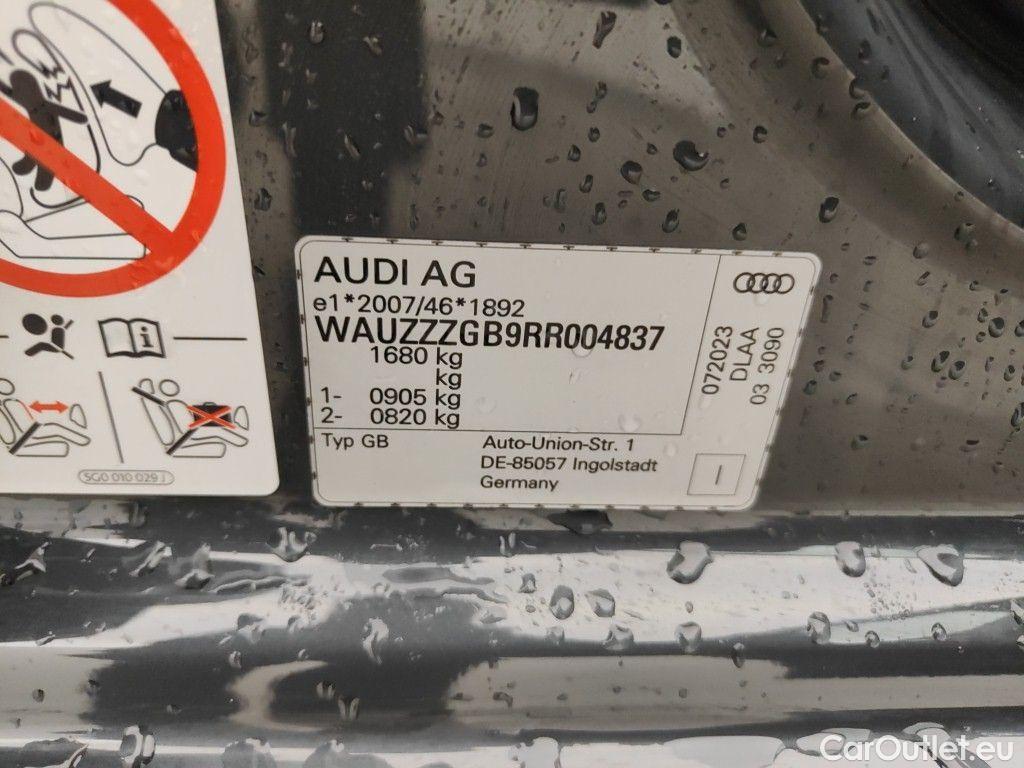 AUDI AG
e1*2007/46*1892
WAUZZZGB9RR004837
1680 kg
kg
1- 0905 kg
2- 0820 kg
Typ GB
Auto-Union-Str. 1
DE-85057 Ingolstadt
Germany
072023
DLAA
03 3090
I
5G0 010 029 J
CarOutlet.eu